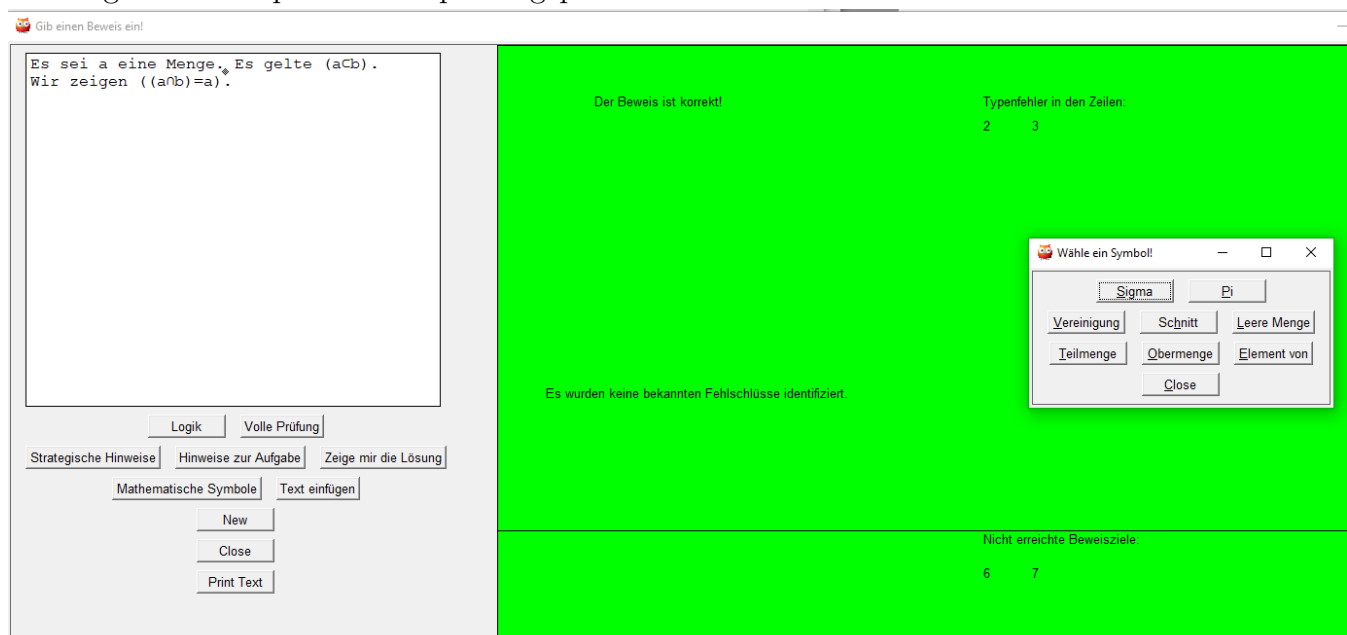 Gib einen Beweis ein!
Es sei a eine Menge. Es gelte (a⊂b).
Wir zeigen ((a∩b)=a).
Logik Volle Prüfung
Strategische Hinweise Hinweise zur Aufgabe Zeige mir die Lösung
Mathematische Symbole Text einfügen
New
Close
Print Text
Der Beweis ist korrekt!
Es wurden keine bekannten Fehlschlüsse identifiziert.
Typenfehler in den Zeilen:
2 3
Wähle ein Symbol!
Sigma Pi
Vereinigung Schnitt Leere Menge
Teilmenge Obermenge Element von
Close
Nicht erreichte Beweisziele:
6 7